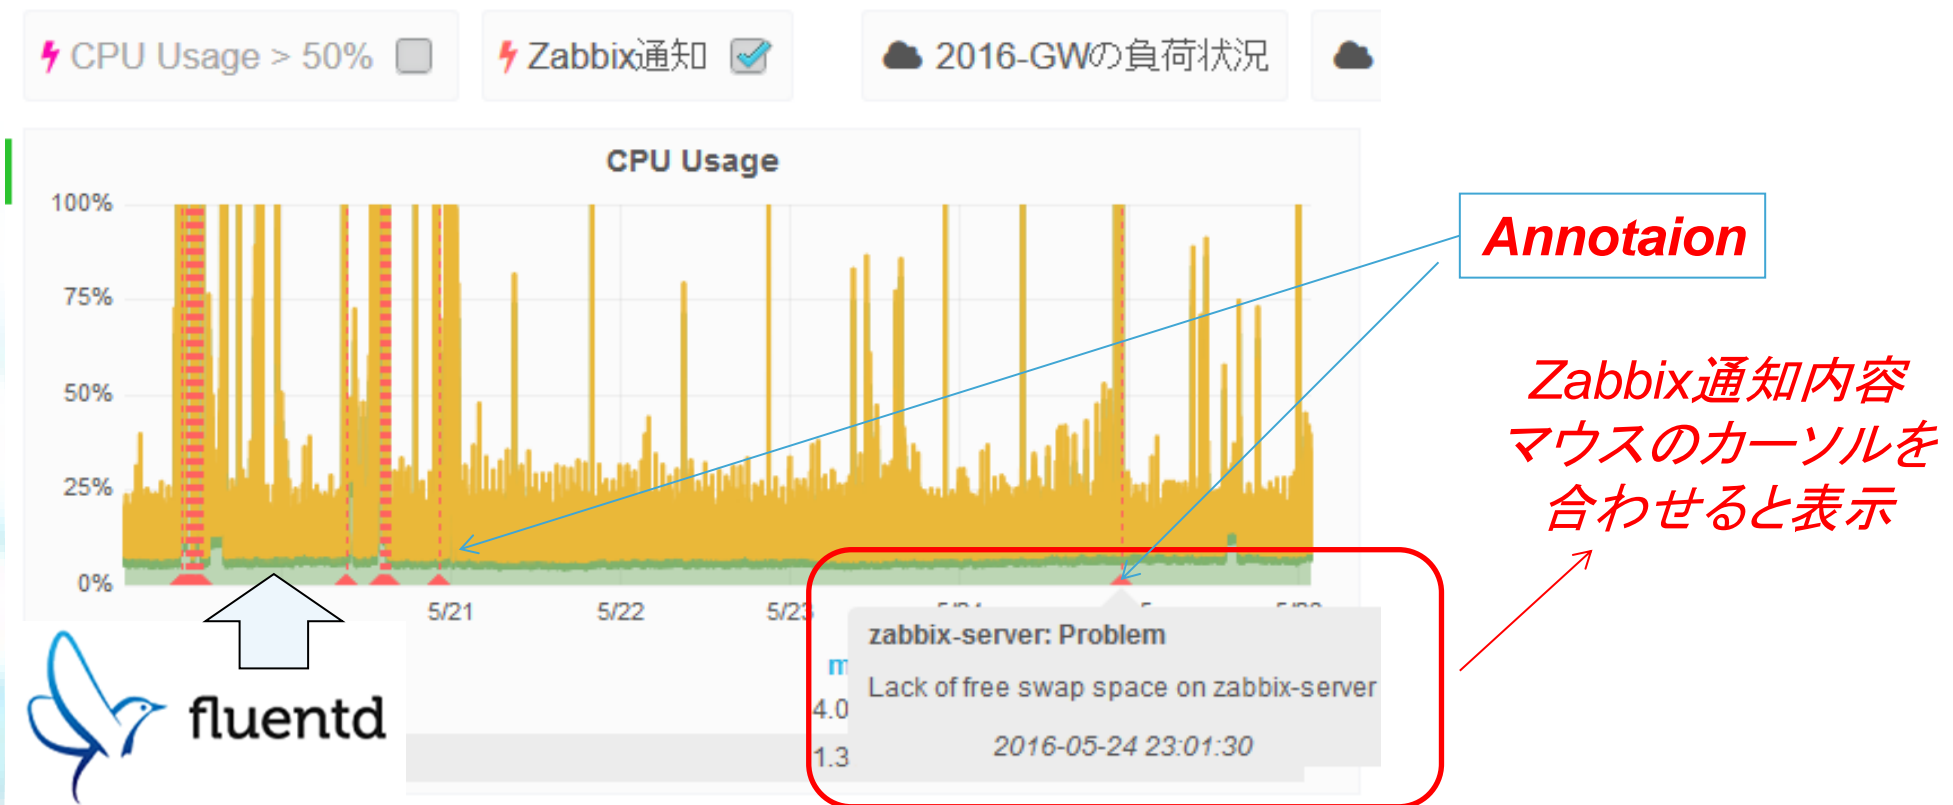 CPU Usage > 50%
Zabbix通知
2016-GWの負荷状況
CPU Usage
100%
75%
50%
25%
0%
5/21
5/22
5/23
Annotaion
Zabbix通知内容
マウスのカーソルを
合わせると表示
zabbix-server: Problem
Lack of free swap space on zabbix-server
2016-05-24 23:01:30
m
4.0
1.3
fluentd